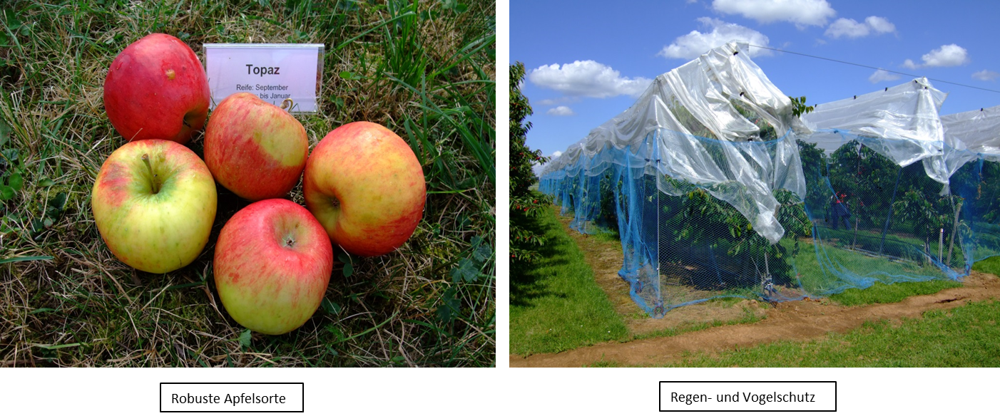 Topaz
Reife: September
bis Januar
Robuste Apfelsorte
Regen- und Vogelschutz